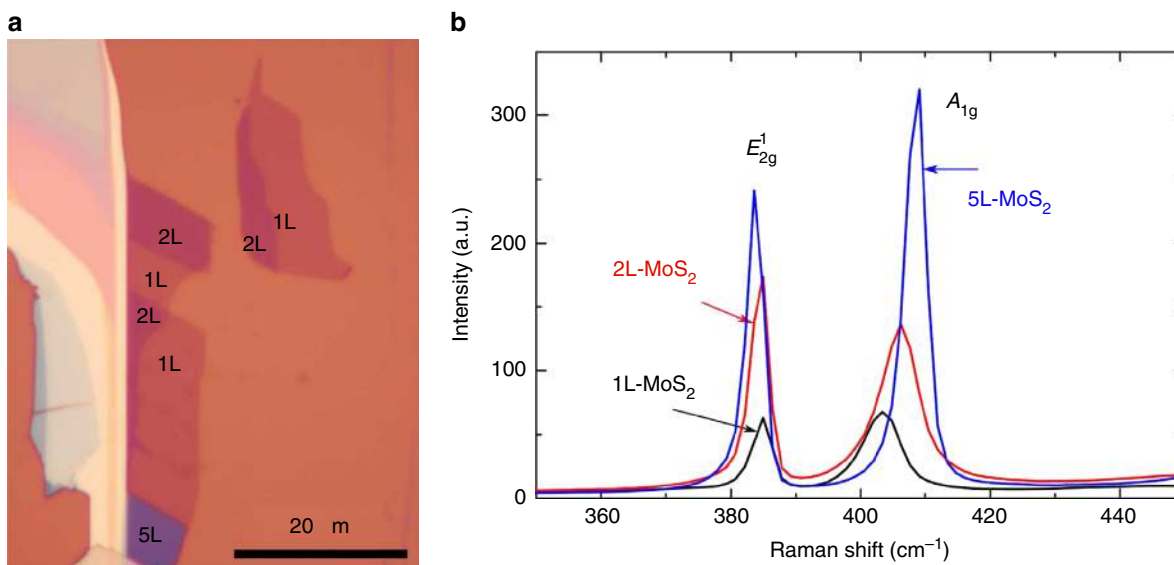 a
2L
1L
2L
1L
2L
1L
5L
20 m
b
Intensity (a.u.)
300
200
100
0
E¹₂g
A₁g
5L-MoS₂
2L-MoS₂
1L-MoS₂
360
380
400
420
440
Raman shift (cm⁻¹)